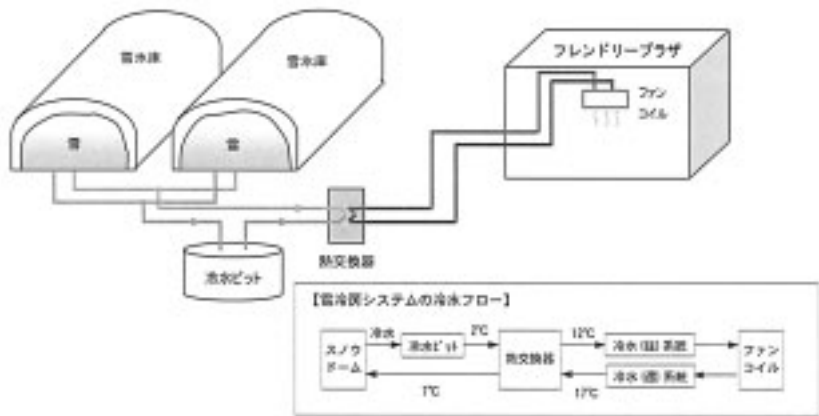 雪氷庫
雪氷庫
雪
雪
フレンドリープラザ
ファン
コイル
熱交換器
冷水ピット
【雪冷房システムの冷水フロー】
スノウ
ドーム
冷水
冷水ピット
2℃
熱交換器
12℃
冷水
系統
ファン
コイル
7℃
17℃
冷水
系統